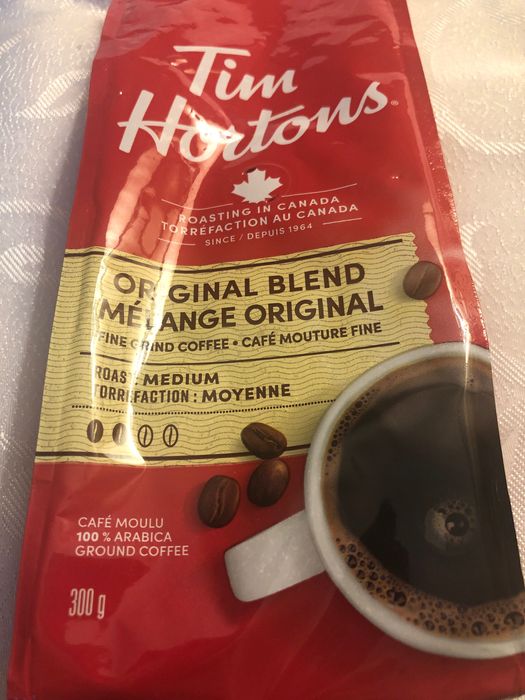 Tim
Hortons®
ROASTING IN CANADA
TORRÉFACTION AU CANADA
SINCE / DEPUIS 1964
ORIGINAL BLEND
MÉLANGE ORIGINAL
FINE GRIND COFFEE • CAFÉ MOUTURE FINE
ROAST: MEDIUM
TORRÉFACTION : MOYENNE
CAFÉ MOULU
100 % ARABICA
GROUND COFFEE
300 g